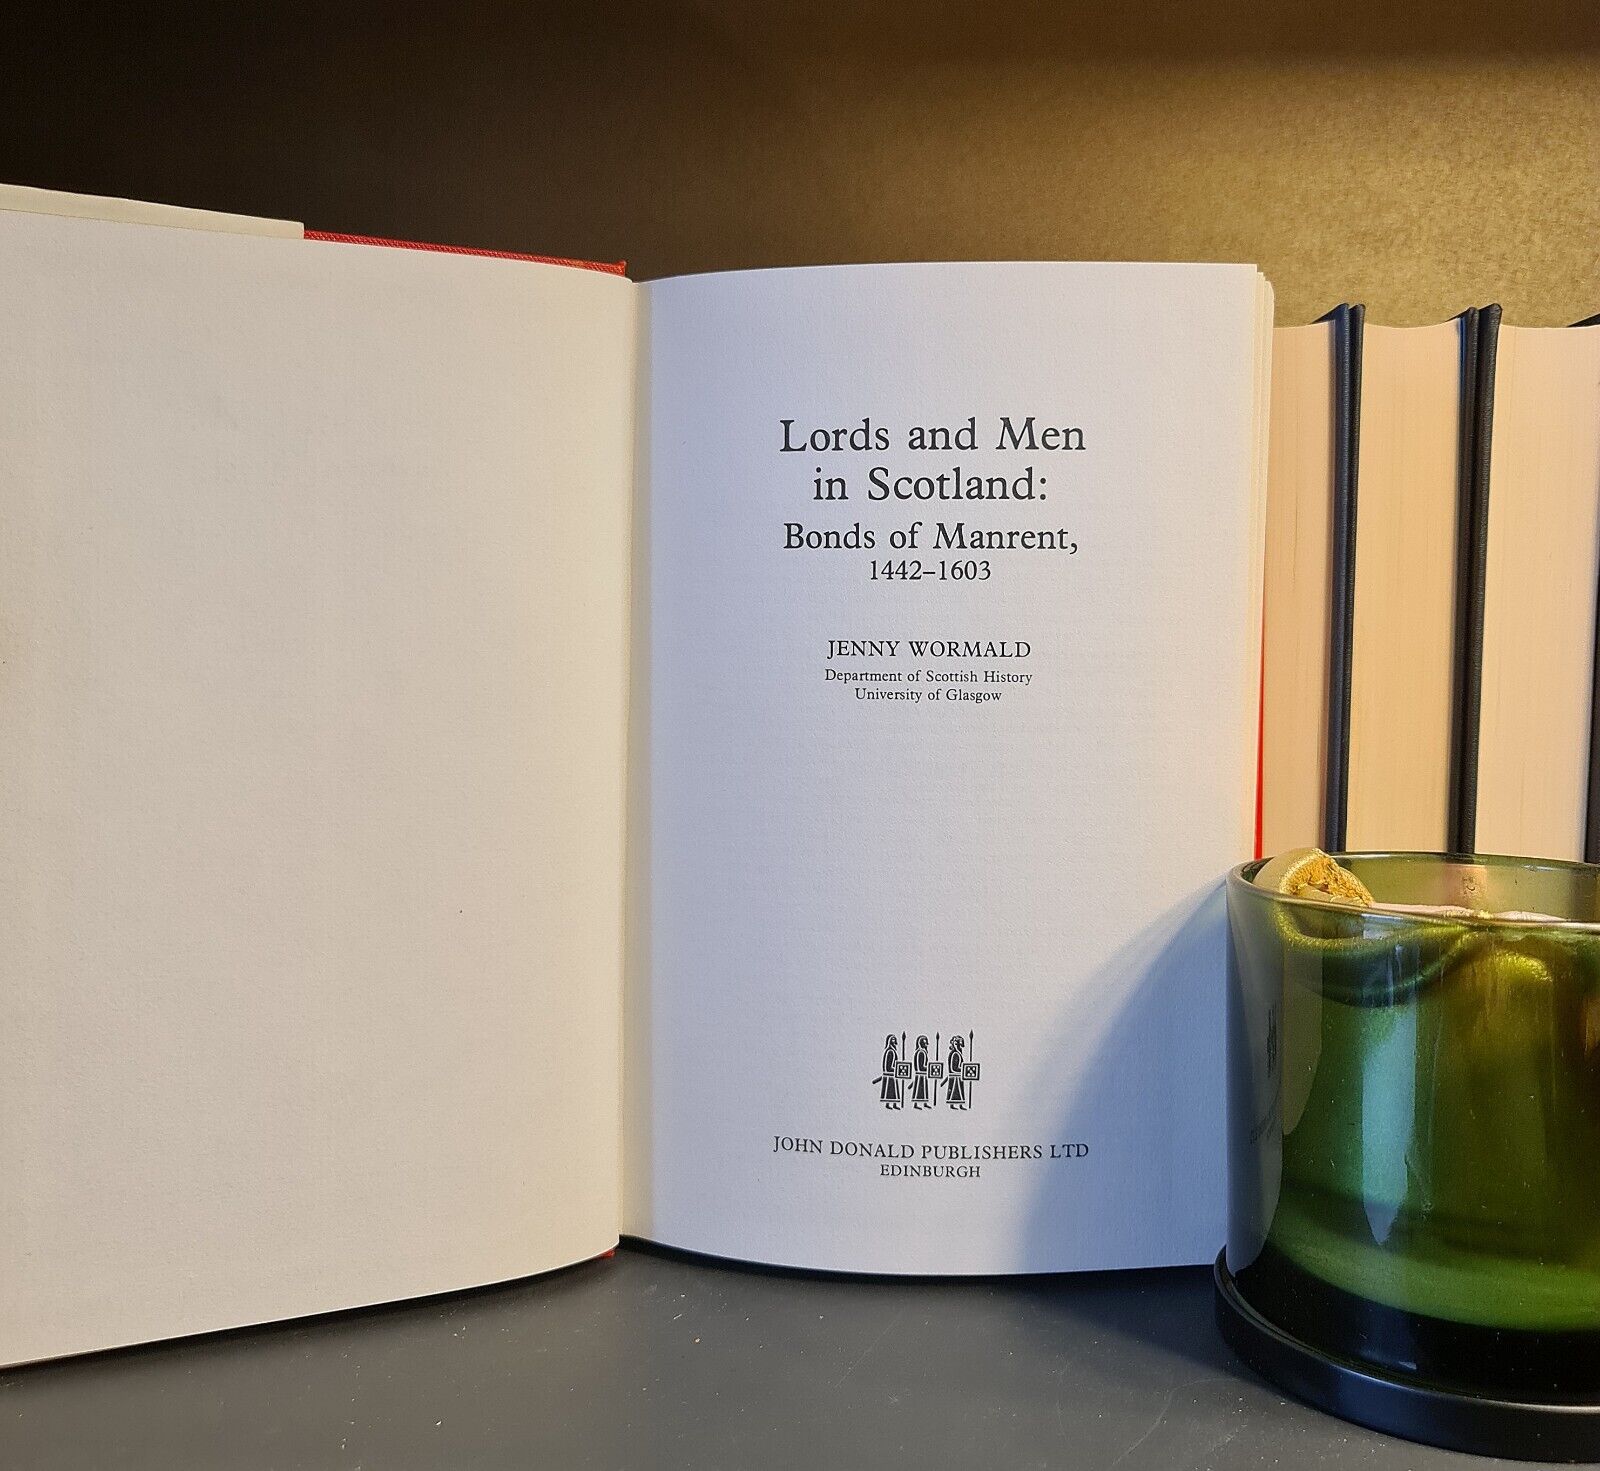 Lords and Men
in Scotland:
Bonds of Manrent,
1442–1603
JENNY WORMALD
Department of Scottish History
University of Glasgow
JOHN DONALD PUBLISHERS LTD
EDINBURGH